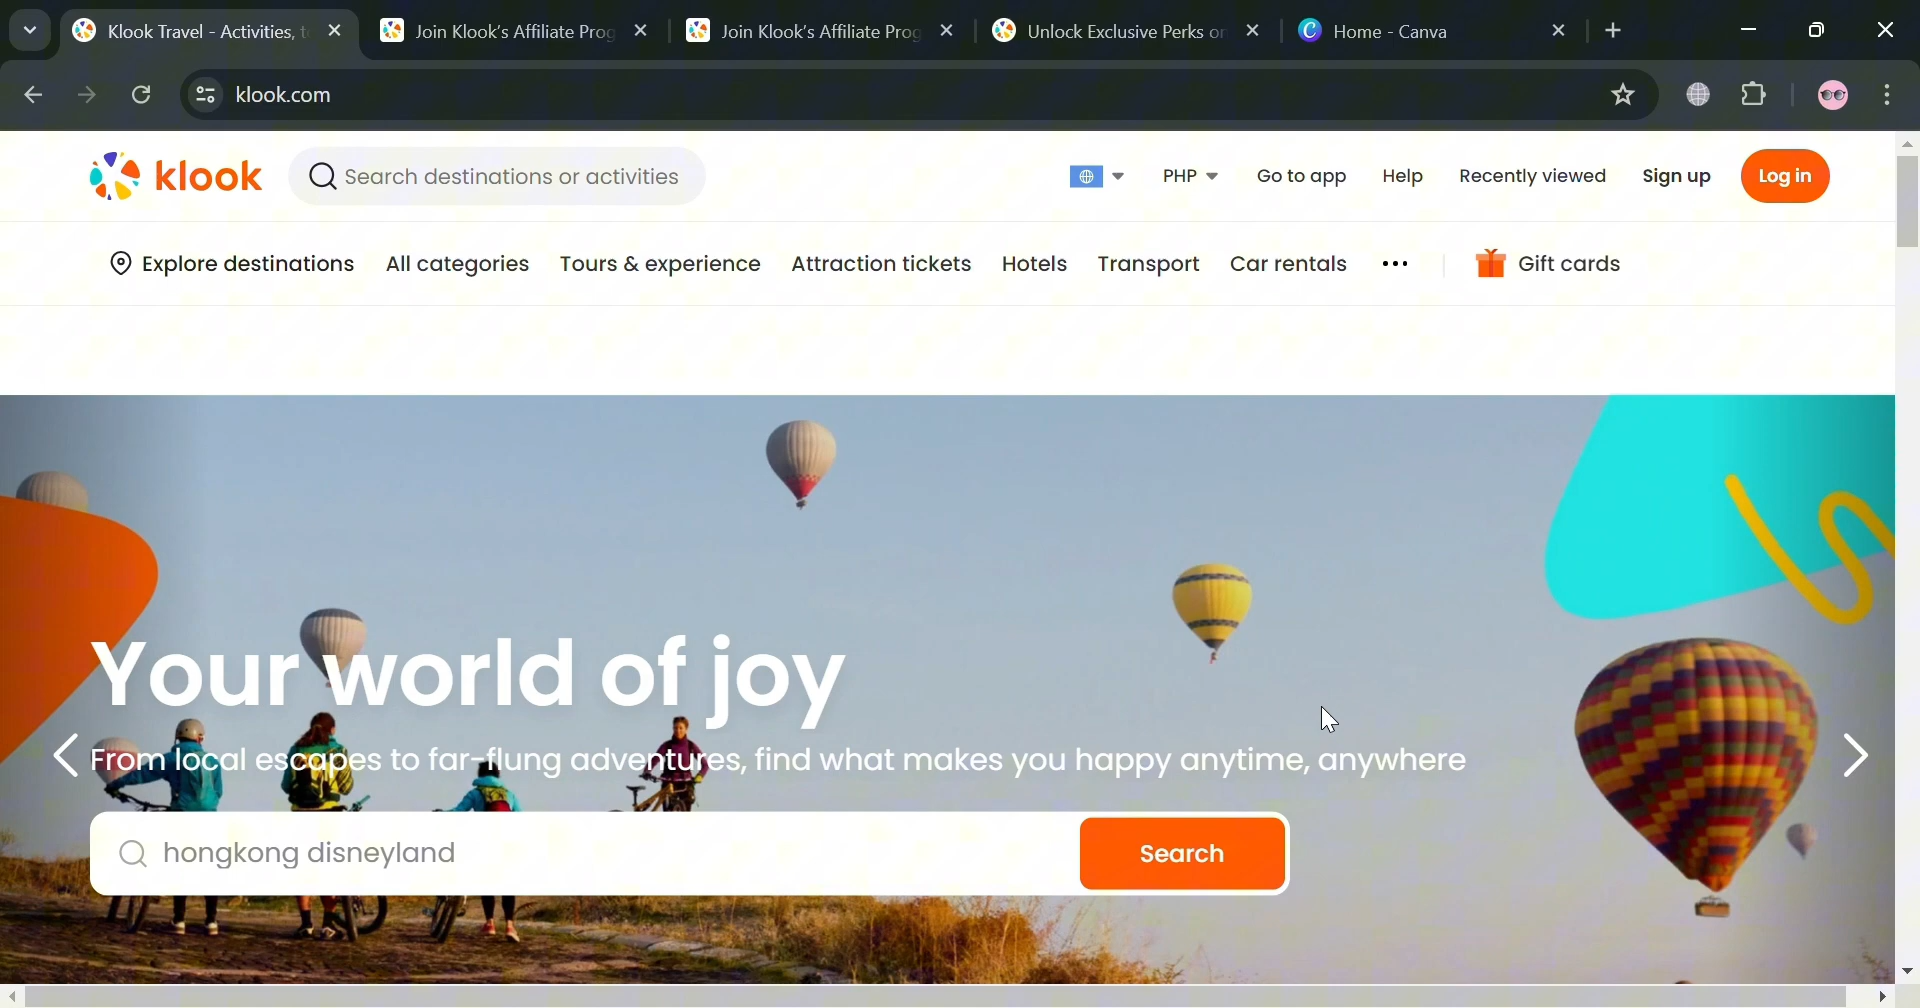 Klook Travel - Activities, t
Join Klook's Affiliate Prog
Join Klook's Affiliate Prog
Unlock Exclusive Perks or
Home - Canva
klook.com
klook
Search destinations or activities
PHP
Go to app
Help
Recently viewed
Sign up
Log in
Explore destinations
All categories
Tours & experience
Attraction tickets
Hotels
Transport
Car rentals
Gift cards
Your world of joy
From local escapes to far-flung adventures, find what makes you happy anytime, anywhere
hongkong disneyland
Search